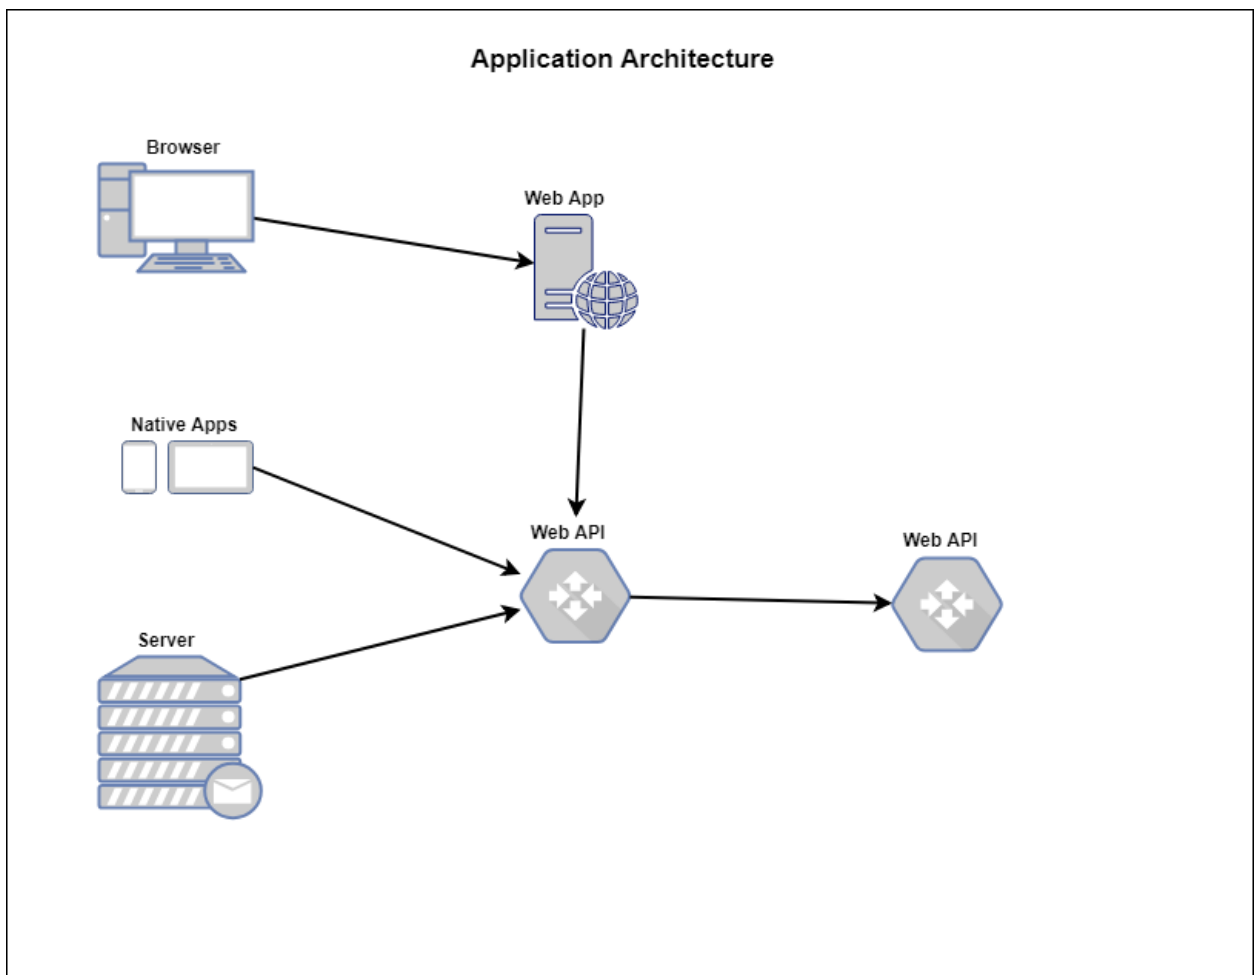 Application Architecture
Browser
Web App
Native Apps
Web API
Web API
Server